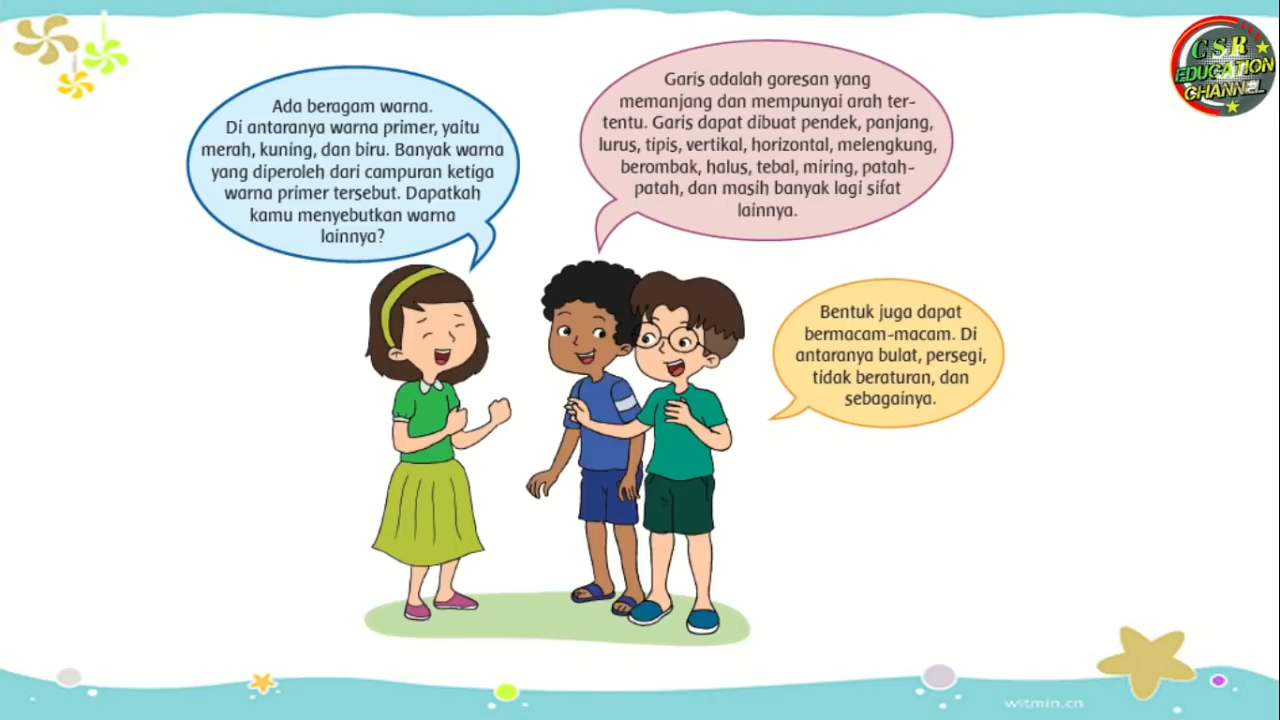 Ada beragam warna.
Di antaranya warna primer, yaitu
merah, kuning, dan biru. Banyak warna
yang diperoleh dari campuran ketiga
warna primer tersebut. Dapatkah
kamu menyebutkan warna
lainnya?
Garis adalah goresan yang
memanjang dan mempunyai arah ter-
tentu. Garis dapat dibuat pendek, panjang,
lurus, tipis, vertikal, horizontal, melengkung,
berombak, halus, tebal, miring, patah-
patah, dan masih banyak lagi sifat
lainnya.
Bentuk juga dapat
bermacam-macam. Di
antaranya bulat, persegi,
tidak beraturan, dan
sebagainya.
CSR
EDUCATION
CHANNEL
witmin.cn